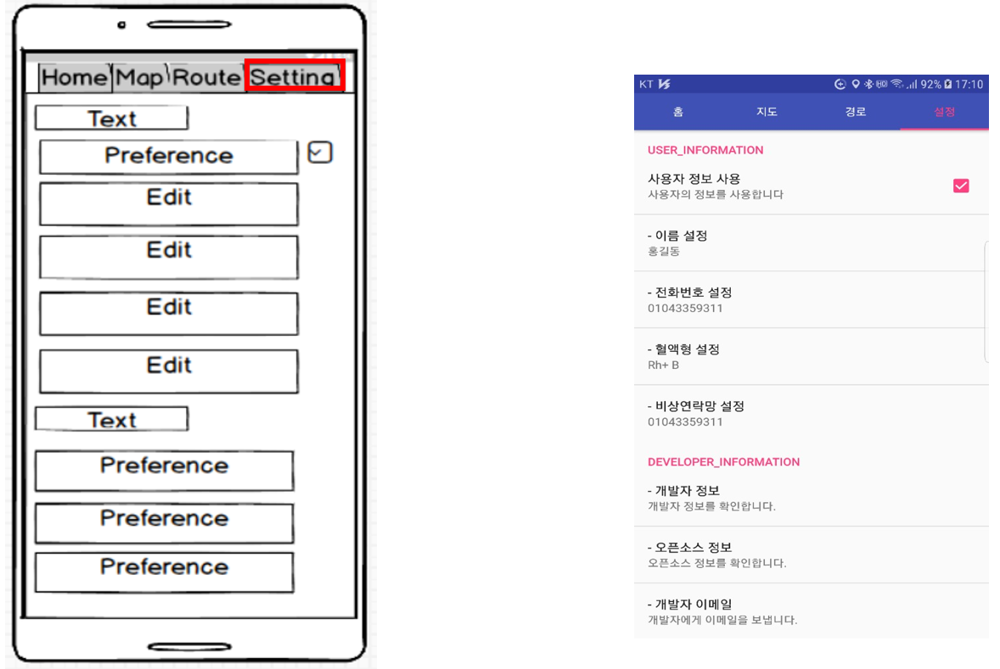 Home Map Route Setting
Text
Preference
Edit
Edit
Edit
Edit
Text
Preference
Preference
Preference
KT 92% 17:10
홈 지도 경로 설정
USER_INFORMATION
사용자 정보 사용
사용자의 정보를 사용합니다
- 이름 설정
홍길동
- 전화번호 설정
01043359311
- 혈액형 설정
Rh+ B
- 비상연락망 설정
01043359311
DEVELOPER_INFORMATION
- 개발자 정보
개발자 정보를 확인합니다.
- 오픈소스 정보
오픈소스 정보를 확인합니다.
- 개발자 이메일
개발자에게 이메일을 보냅니다.